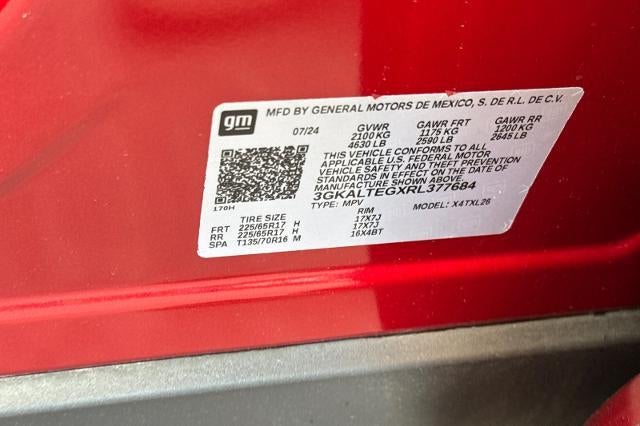 gm MFD BY GENERAL MOTORS DE MEXICO, S. DE R.L. DE C.V.
07/24 GVWR GAWR FRT GAWR RR
2100 KG 1175 KG 1200 KG
4630 LB 2590 LB 2645 LB
THIS VEHICLE CONFORMS TO ALL
APPLICABLE U.S. FEDERAL MOTOR
VEHICLE SAFETY AND THEFT PREVENTION
STANDARDS IN EFFECT ON THE DATE OF
MANUFACTURE SHOWN ABOVE.
3GKALTEGXRL377684
170H TYPE: MPV MODEL: X4TXL26
TIRE SIZE RIM
FRT 225/65R17 H 17X7J
RR 225/65R17 H 17X7J
SPA T135/70R16 M 16X4BT